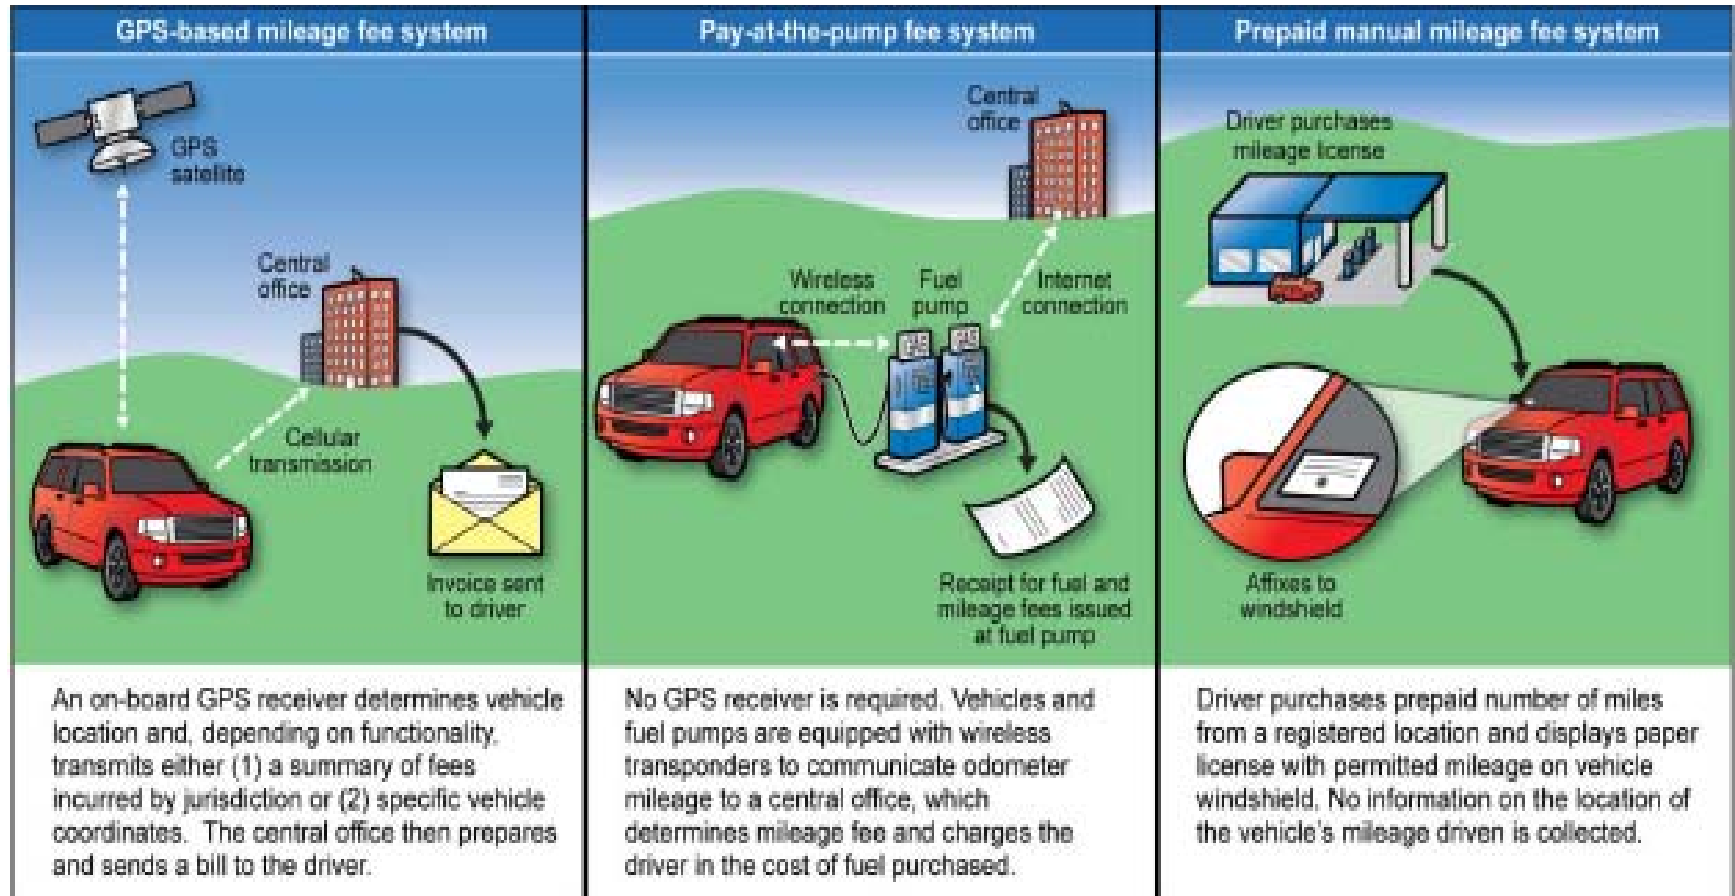 GPS-based mileage fee system
GPS
satellite
Central
office
Cellular
transmission
Invoice sent
to driver
An on-board GPS receiver determines vehicle
location and, depending on functionality,
transmits either (1) a summary of fees
incurred by jurisdiction or (2) specific vehicle
coordinates. The central office then prepares
and sends a bill to the driver.
Pay-at-the-pump fee system
Central
office
Wireless
connection
Fuel
pump
Internet
connection
GAS
GAS
Receipt for fuel and
mileage fees issued
at fuel pump
No GPS receiver is required. Vehicles and
fuel pumps are equipped with wireless
transponders to communicate odometer
mileage to a central office, which
determines mileage fee and charges the
driver in the cost of fuel purchased.
Prepaid manual mileage fee system
Driver purchases
mileage license
Affixes to
windshield
Driver purchases prepaid number of miles
from a registered location and displays paper
license with permitted mileage on vehicle
windshield. No information on the location of
the vehicle's mileage driven is collected.